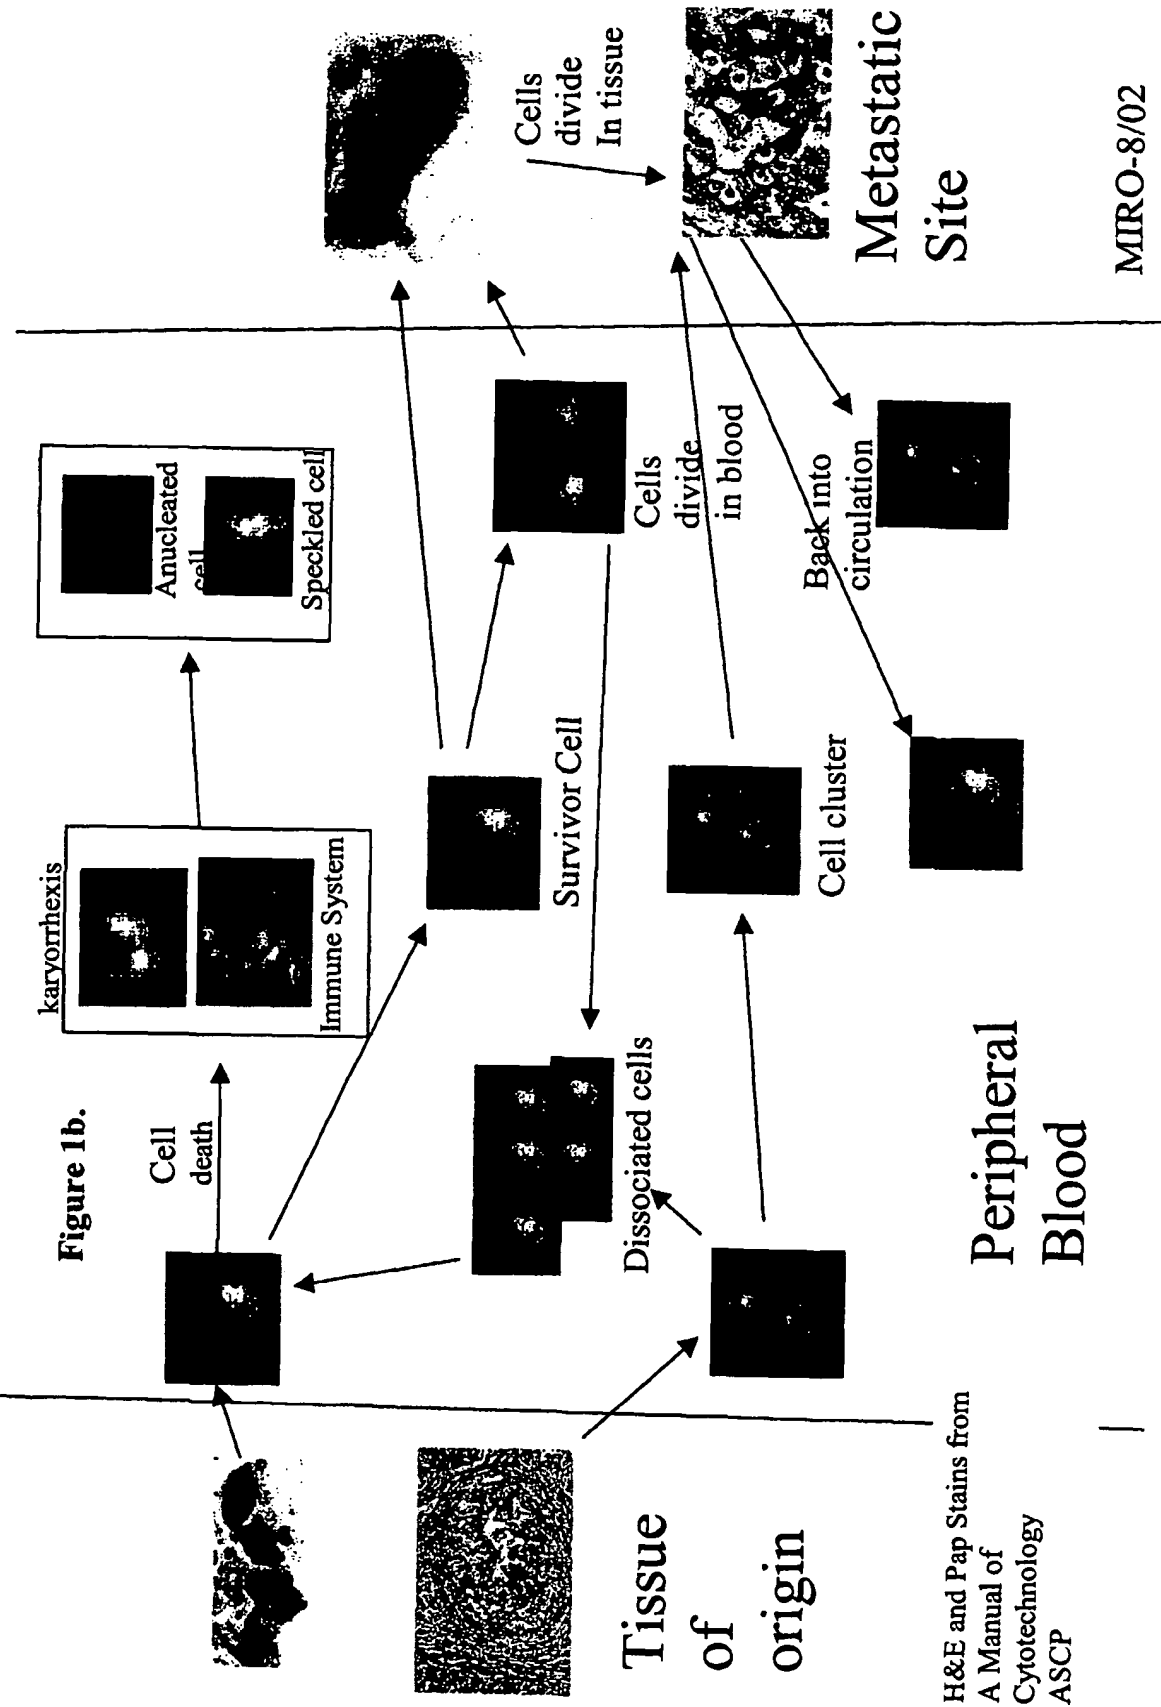 Figure 1b.
Cell
death
karyorrhexis
Immune System
Anucleated
cell
Speckled cell
Survivor Cell
Cells
divide
in blood
Dissociated cells
Cell cluster
Back into
circulation
Cells
divide
In tissue
Tissue
of
origin
Peripheral
Blood
Metastatic
Site
H&E and Pap Stains from
A Manual of
Cytotechnology
ASCP
MIRO-8/02